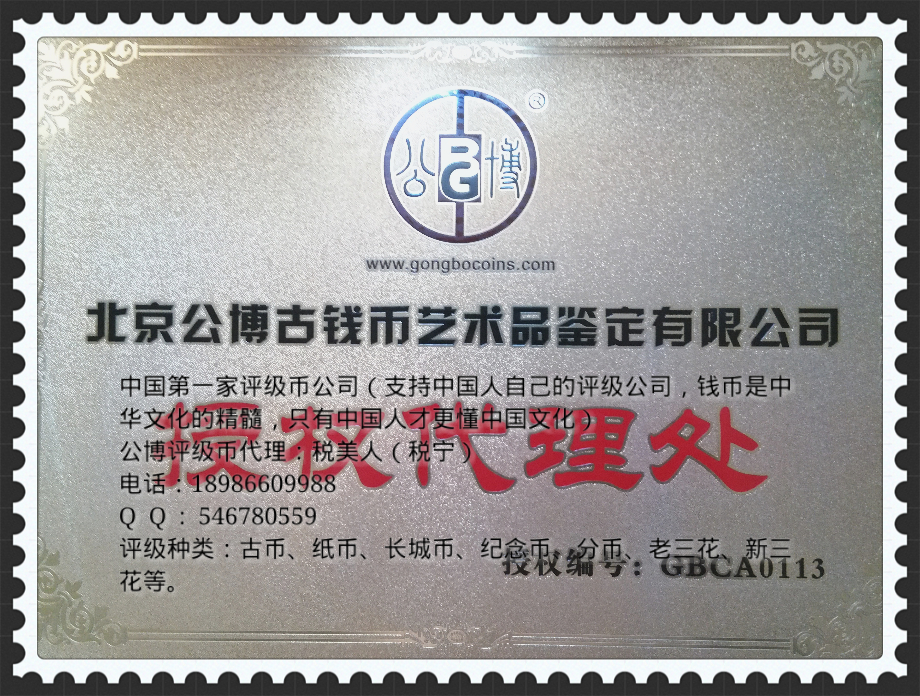 公 BG 博 ®
www.gongbocoins.com
北京公博古钱币艺术品鉴定有限公司
授权代理处
中国第一家评级币公司（支持中国人自己的评级公司，钱币是中
华文化的精髓，只有中国人才更懂中国文化）
公博评级币代理：税美人（税宁）
电话：18986609988
Q Q ： 546780559
评级种类：古币、纸币、长城币、纪念币、分币、老三花、新三
花等。
授权编号：GBCA0113